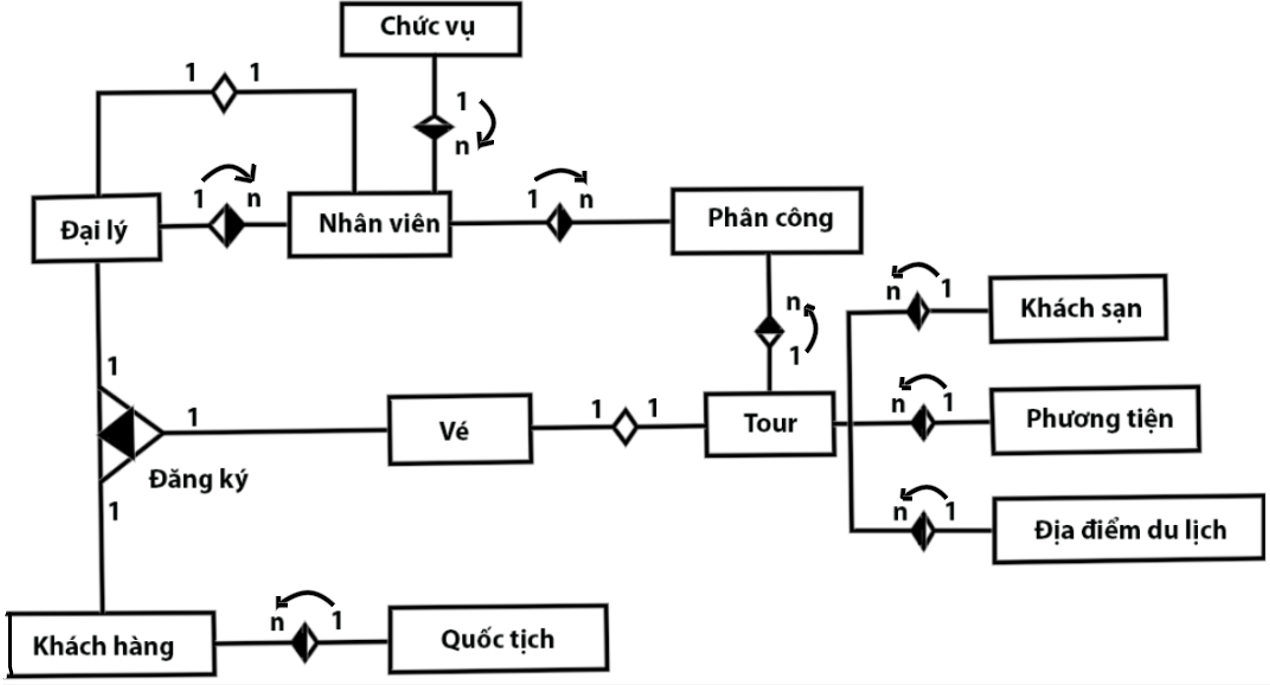 Chức vụ
1 1
1
n
1 n
1 n
Đại lý
Nhân viên
Phân công
n 1
Khách sạn
n
1
1
n 1
Phương tiện
1
1 1
Vé
Tour
Đăng ký
1
n 1
Địa điểm du lịch
n 1
Khách hàng
Quốc tịch